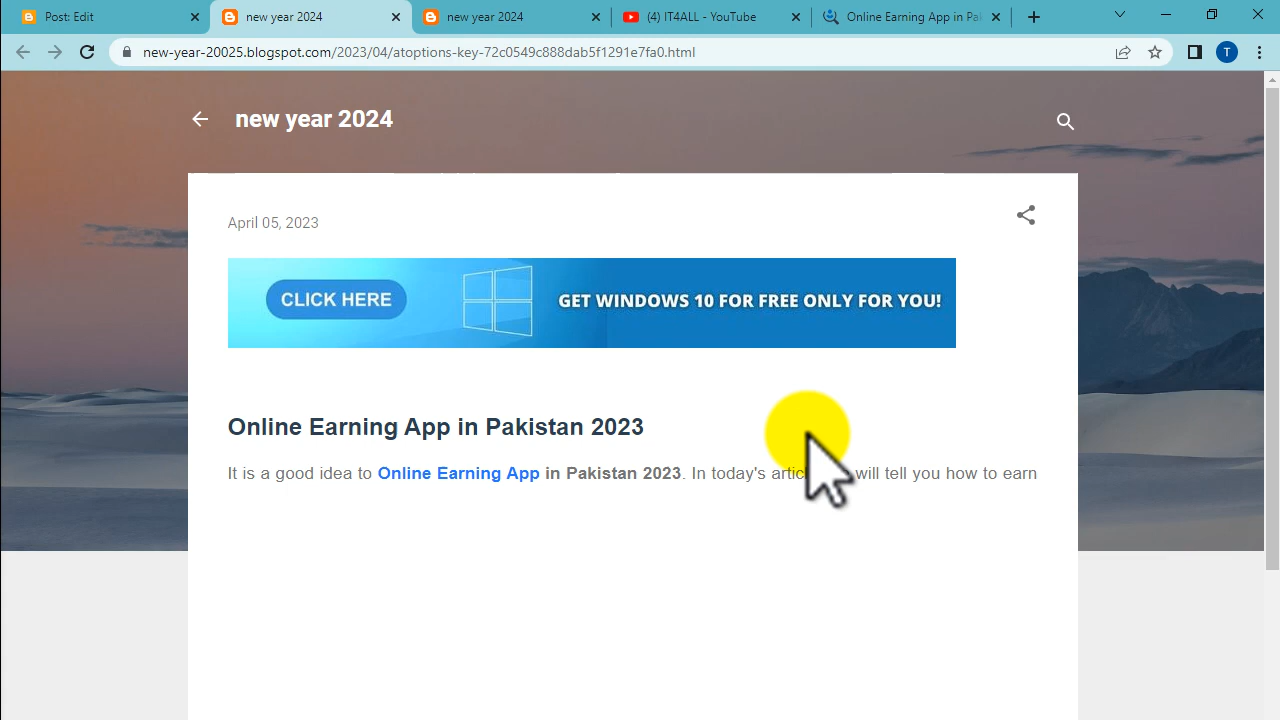 Post: Edit
new year 2024
new year 2024
(4) IT4ALL - YouTube
Online Earning App in Pa
new-year-20025.blogspot.com/2023/04/atoptions-key-72c0549c888dab5f1291e7fa0.html
T
new year 2024
April 05, 2023
CLICK HERE
GET WINDOWS 10 FOR FREE ONLY FOR YOU!
Online Earning App in Pakistan 2023
It is a good idea to Online Earning App in Pakistan 2023. In today's will tell you how to earn